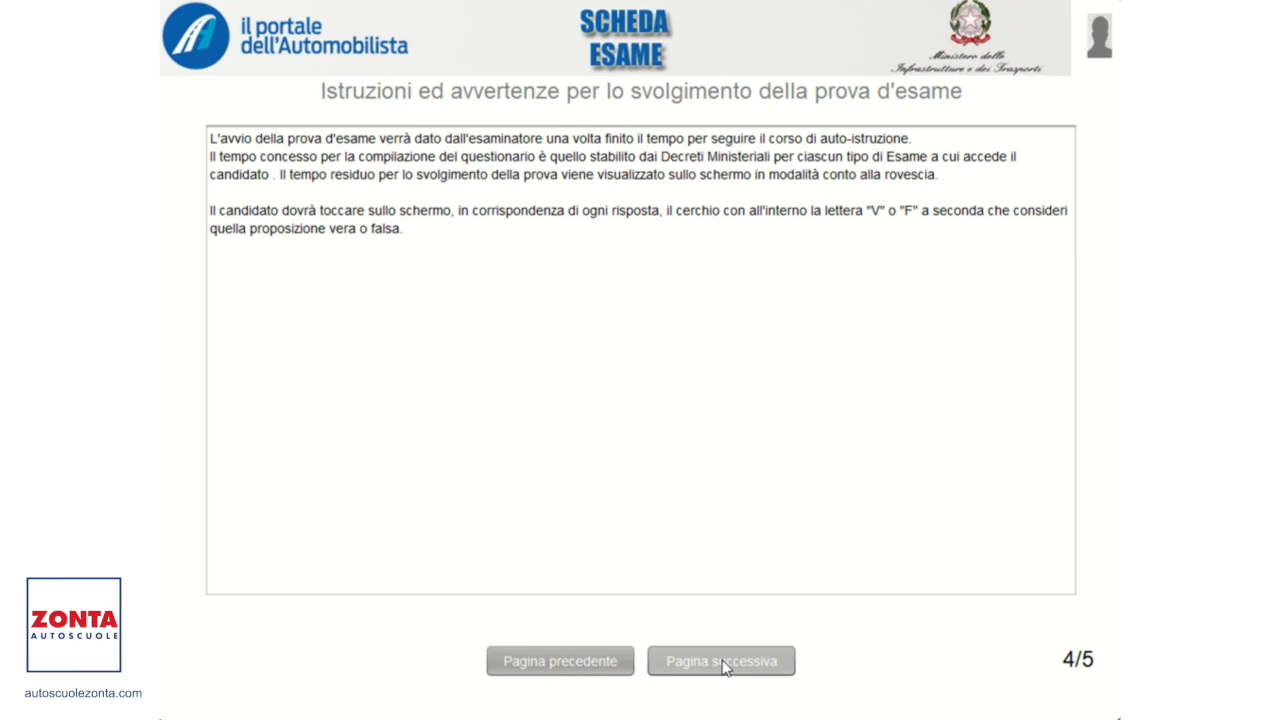 il portale
dell'Automobilista
SCHEDA
ESAME
Ministero delle
Infrastrutture e dei Trasporti
Istruzioni ed avvertenze per lo svolgimento della prova d'esame
L'avvio della prova d'esame verrà dato dall'esaminatore una volta finito il tempo per seguire il corso di auto-istruzione.
Il tempo concesso per la compilazione del questionario è quello stabilito dai Decreti Ministeriali per ciascun tipo di Esame a cui accede il
candidato . Il tempo residuo per lo svolgimento della prova viene visualizzato sullo schermo in modalità conto alla rovescia.
Il candidato dovrà toccare sullo schermo, in corrispondenza di ogni risposta, il cerchio con all'interno la lettera "V" o "F" a seconda che consideri
quella proposizione vera o falsa.
ZONTA
AUTOSCUOLE
autoscuolezonta.com
Pagina precedente
Pagina successiva
4/5